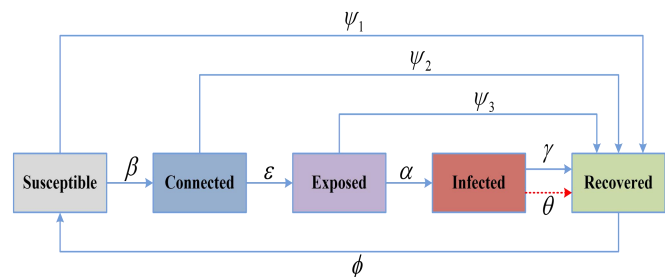 ψ₁
ψ₂
ψ₃
β
ε
α
γ
Susceptible
Connected
Exposed
Infected
Recovered
θ
ϕ